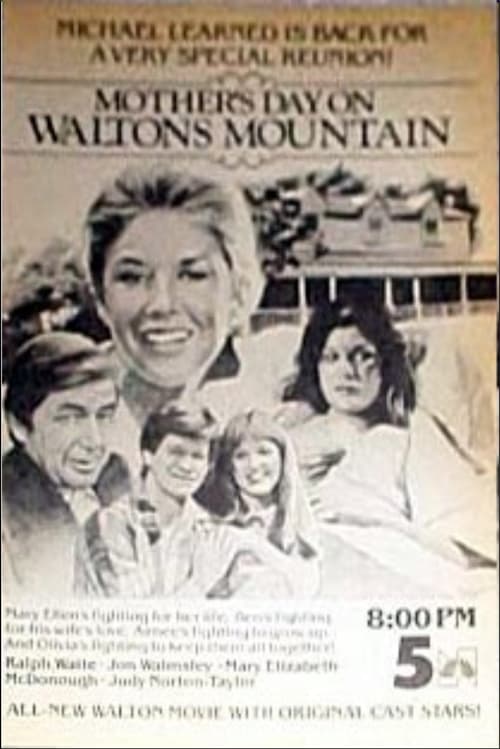 MICHAEL LEARNED IS BACK FOR
A VERY SPECIAL REUNION!
MOTHER'S DAY ON
WALTONS MOUNTAIN
Mary Ellen's fighting for her life. Ben's fighting
for his wife's love. Aimee's fighting to grow up.
And Olivia's fighting to keep them all together!
Ralph Waite · Jon Walmsley · Mary Elizabeth
McDonough · Judy Norton-Taylor
8:00 PM
5
ALL-NEW WALTON MOVIE WITH ORIGINAL CAST STARS!